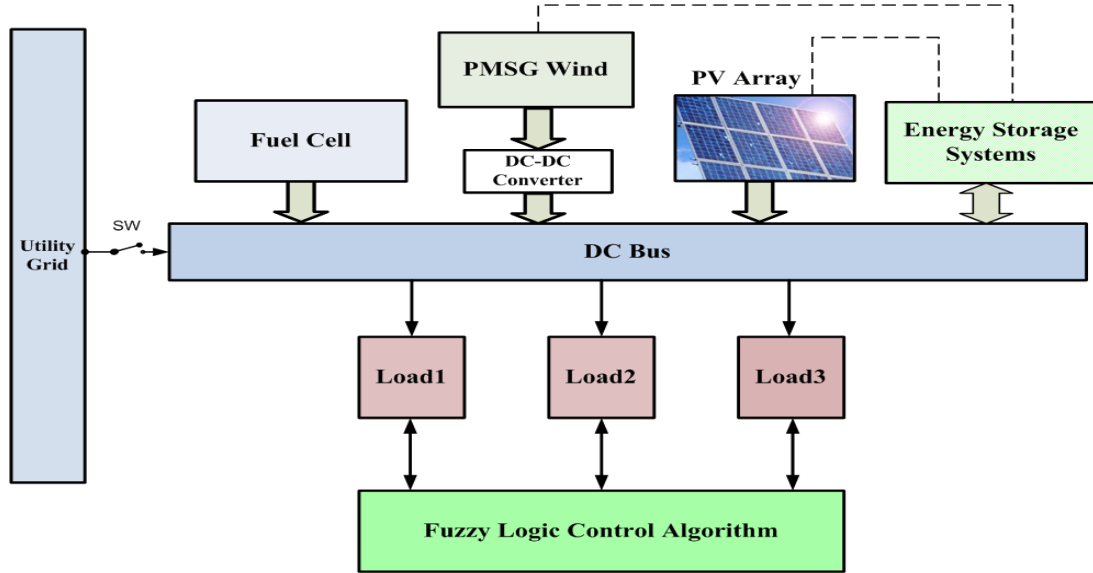 PMSG Wind
PV Array
Fuel Cell
DC-DC
Converter
Energy Storage
Systems
SW
Utility
Grid
DC Bus
Load1
Load2
Load3
Fuzzy Logic Control Algorithm